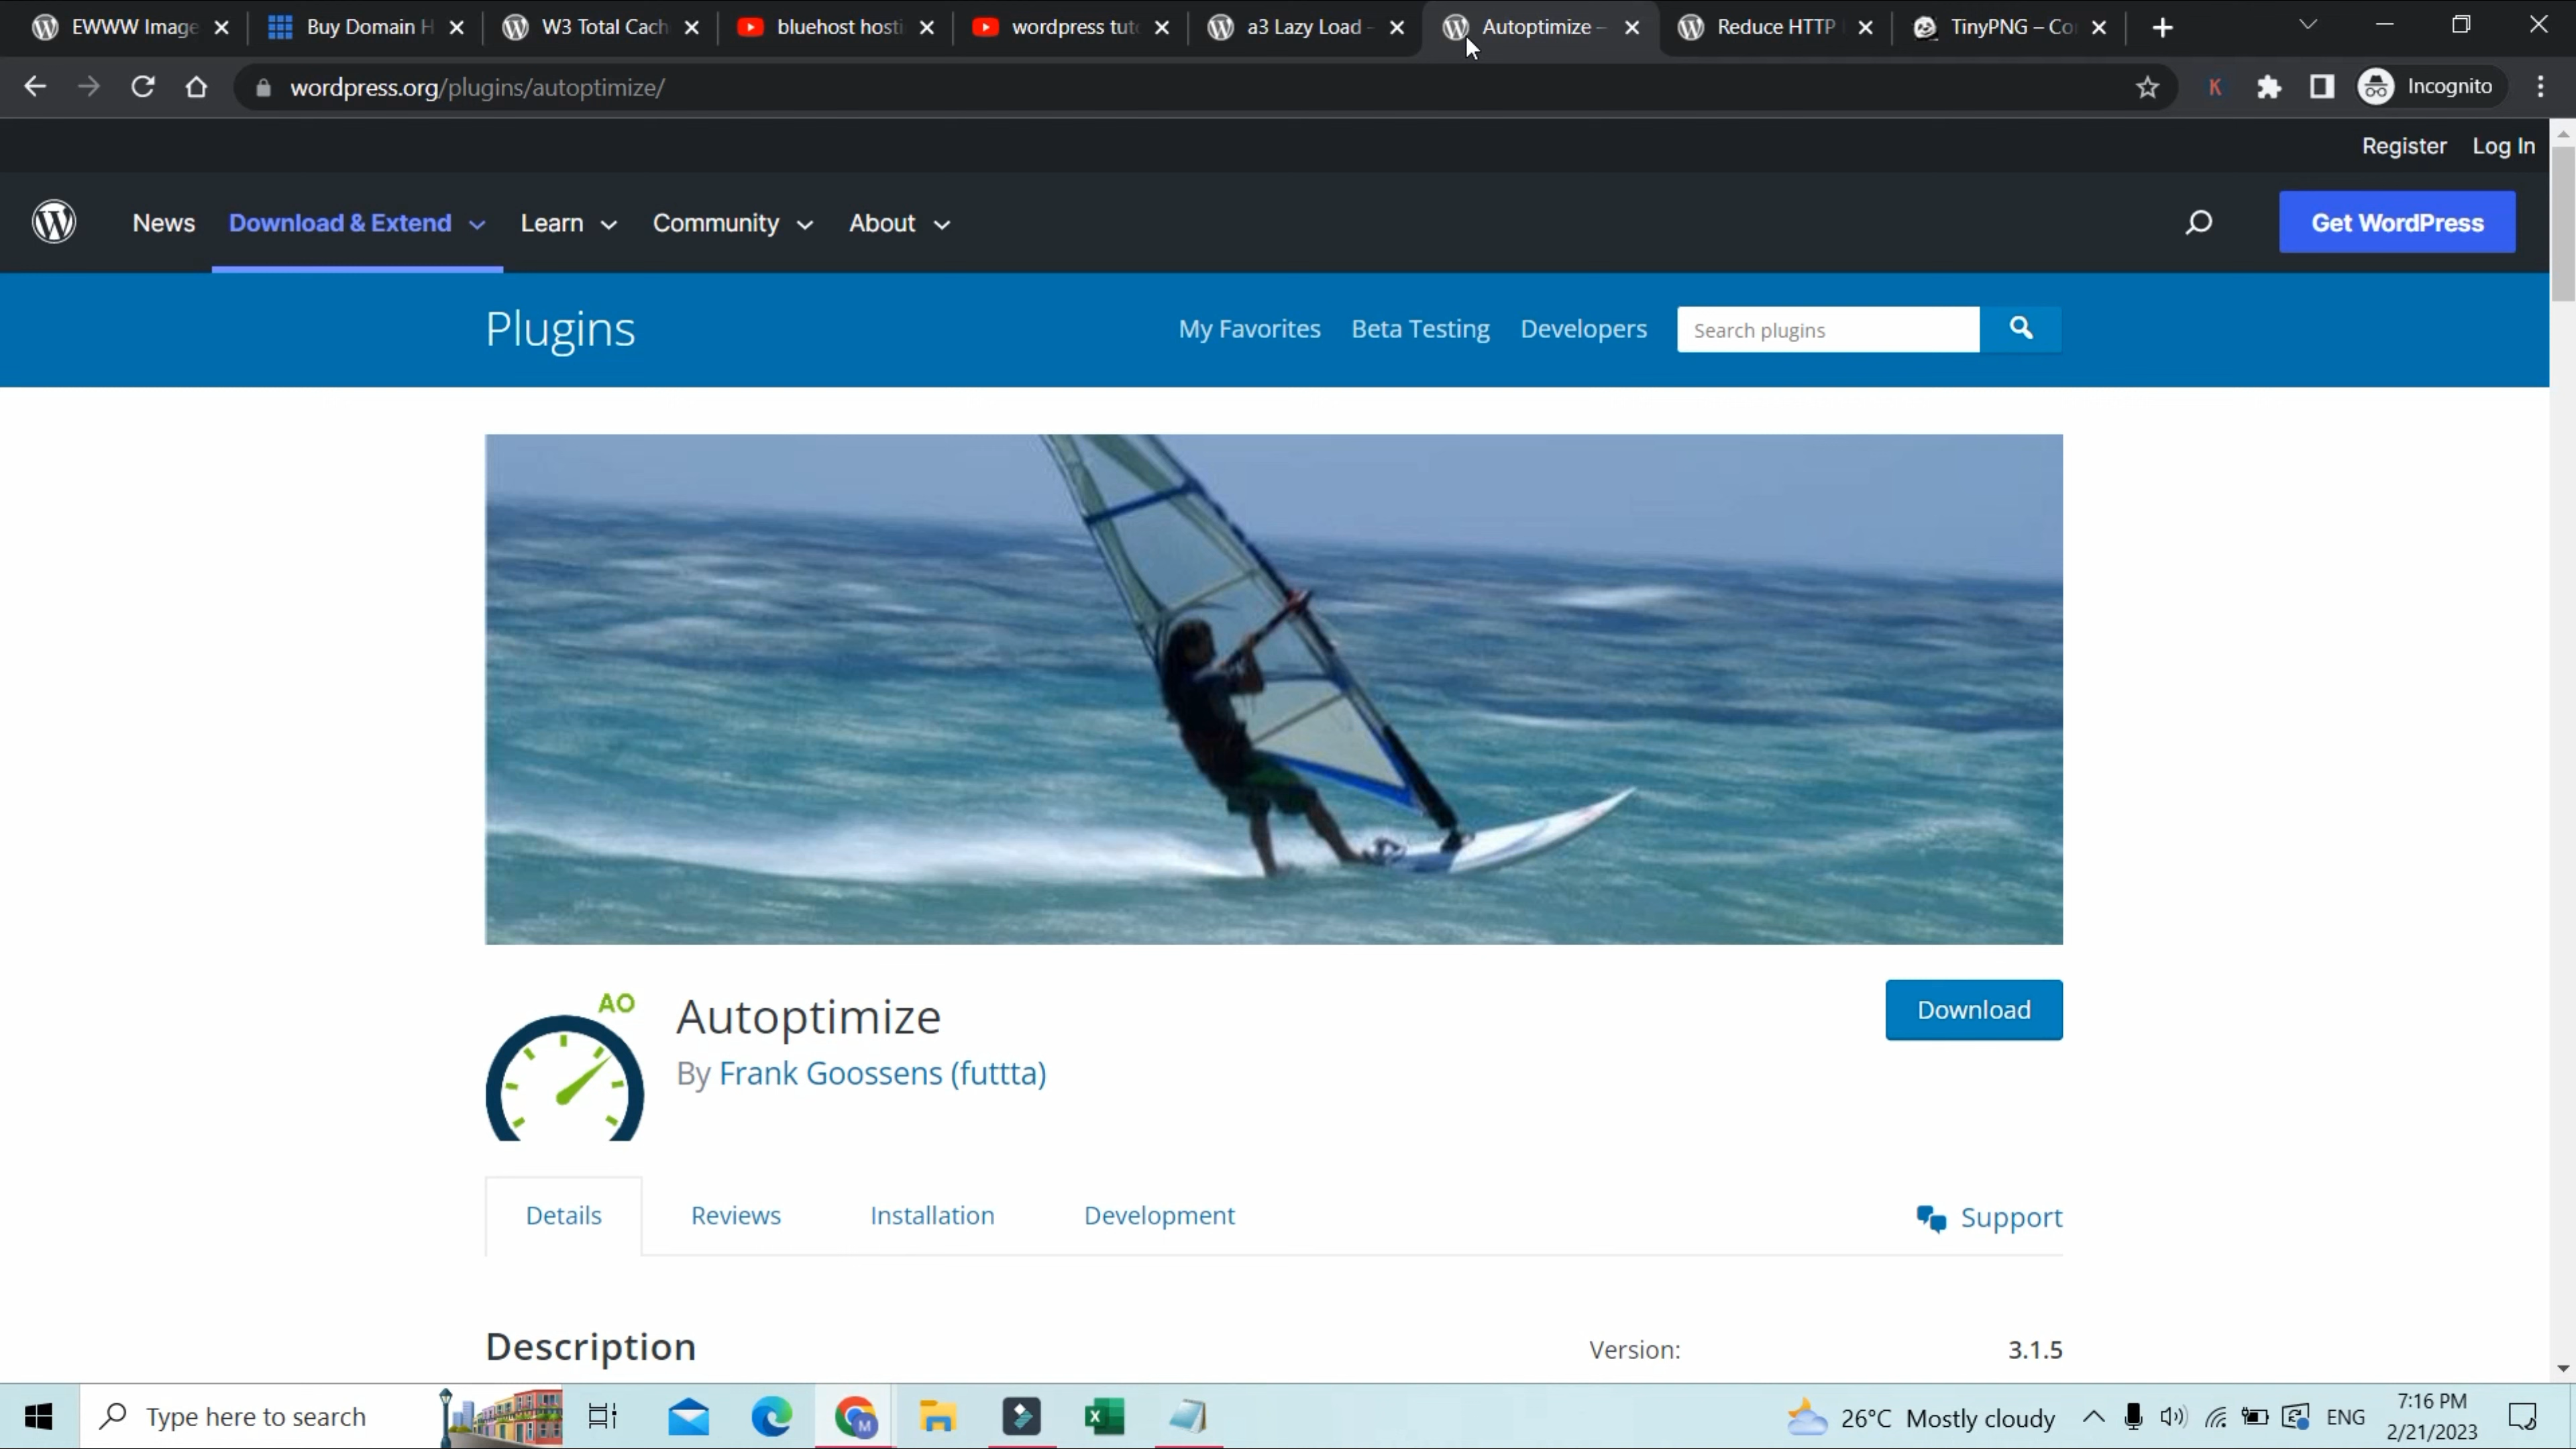 EWWW Image
Buy Domain H
W3 Total Cach
bluehost hosti
wordpress tuto
a3 Lazy Load -
Autoptimize –
Reduce HTTP
TinyPNG – Co
wordpress.org/plugins/autoptimize/
K
Incognito
Register Log In
News Download & Extend Learn Community About
Get WordPress
Plugins
My Favorites Beta Testing Developers Search plugins
AO
Autoptimize
Download
By Frank Goossens (futtta)
Details Reviews Installation Development
Support
Description
Version: 3.1.5
Type here to search
M
26°C Mostly cloudy
ENG
7:16 PM
2/21/2023